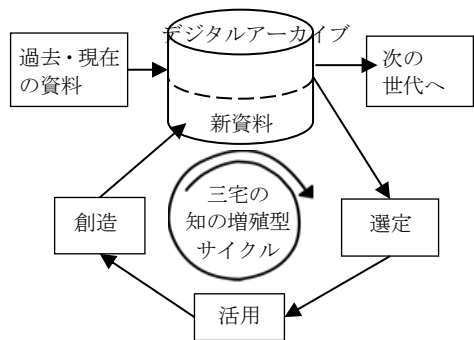 デジタルアーカイブ
過去・現在
の資料
次の
世代へ
新資料
三宅の
知の増殖型
サイクル
創造
選定
活用